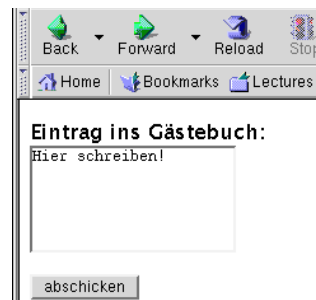 Back Forward Reload Stop
Home Bookmarks Lectures
Eintrag ins Gästebuch:
Hier schreiben!
abschicken